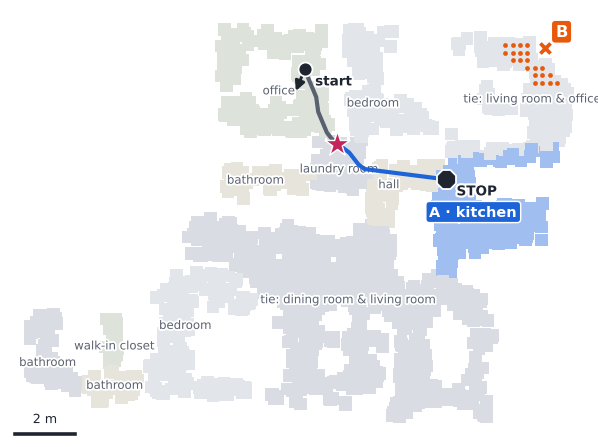 B
start
office
tie: living room & office
bedroom
laundry room
bathroom
hall
STOP
A · kitchen
tie: dining room & living room
bedroom
walk-in closet
bathroom
bathroom
2 m